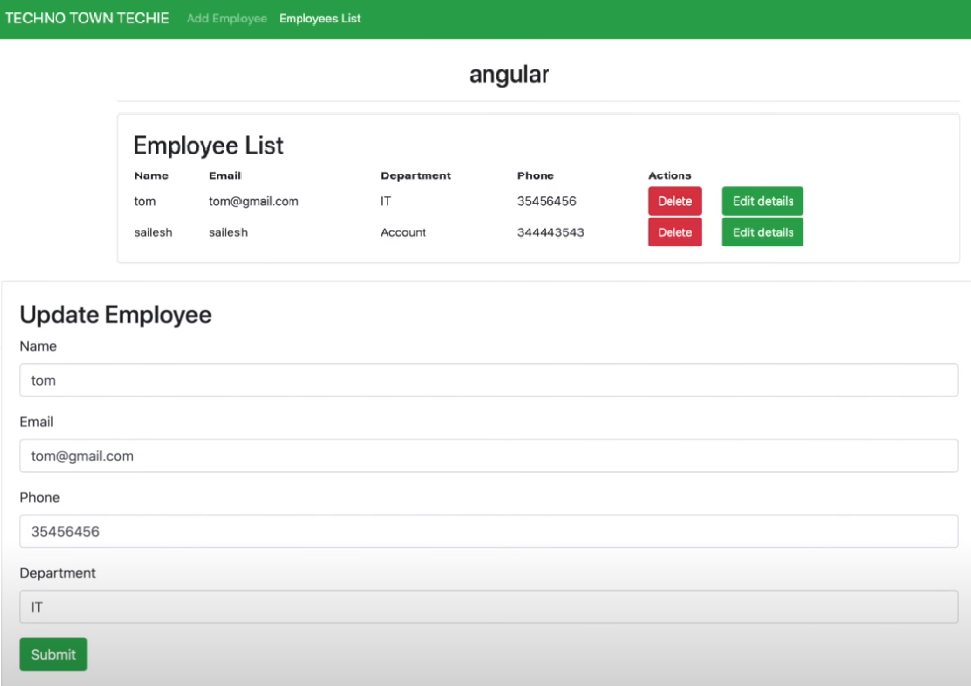 TECHNO TOWN TECHIE Add Employee Employees List
angular
Employee List
Name Email Department Phone Actions
tom tom@gmail.com IT 35456456 Delete Edit details
sailesh sailesh Account 344443543 Delete Edit details
Update Employee
Name
tom
Email
tom@gmail.com
Phone
35456456
Department
IT
Submit